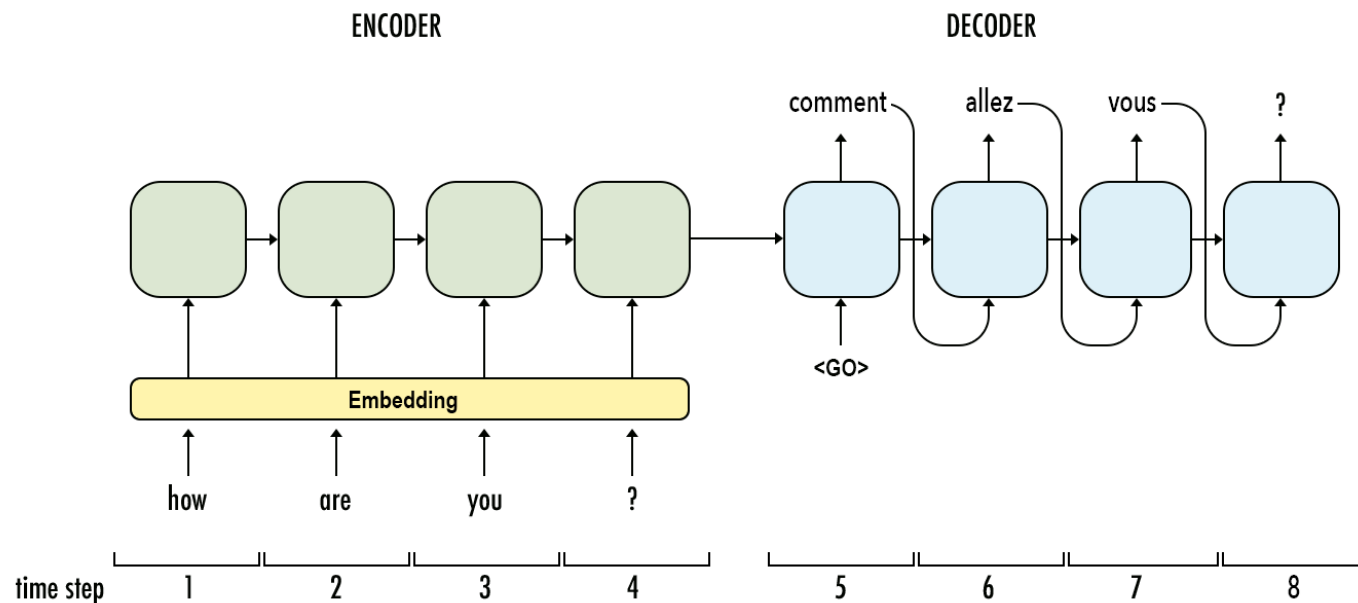 ENCODER DECODER
comment allez vous ?
<GO>
Embedding
how are you ?
time step 1 2 3 4 5 6 7 8